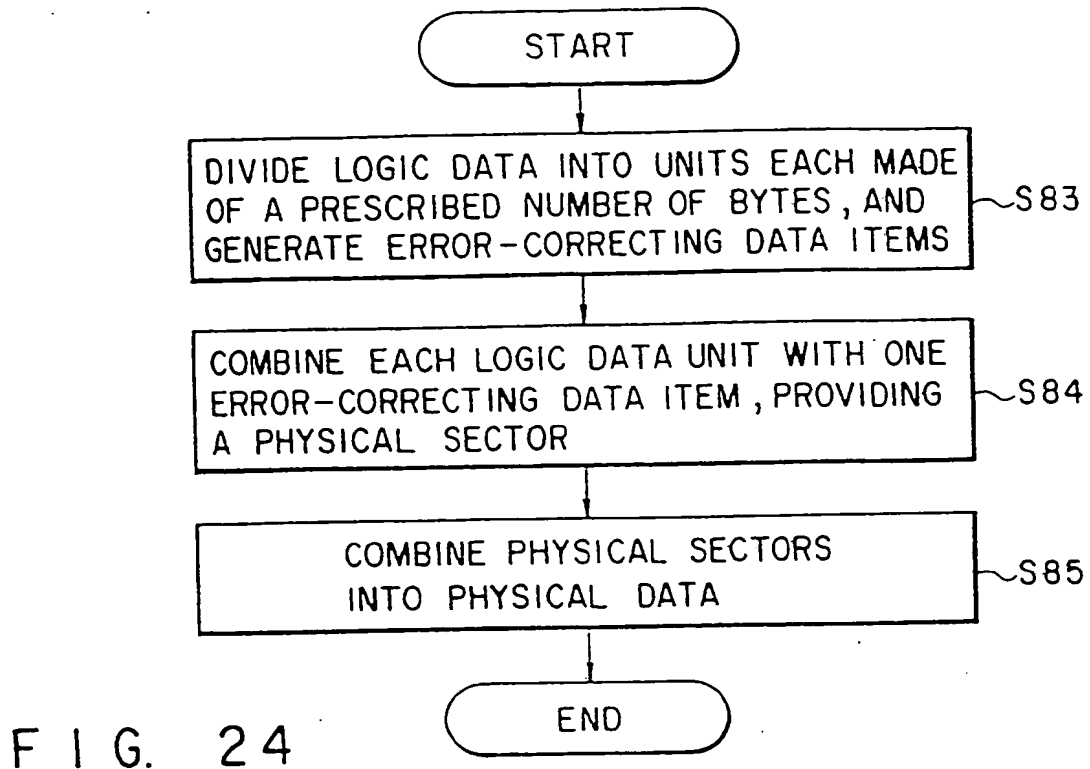 START
DIVIDE LOGIC DATA INTO UNITS EACH MADE
OF A PRESCRIBED NUMBER OF BYTES, AND
GENERATE ERROR-CORRECTING DATA ITEMS
S83
COMBINE EACH LOGIC DATA UNIT WITH ONE
ERROR-CORRECTING DATA ITEM, PROVIDING
A PHYSICAL SECTOR
S84
COMBINE PHYSICAL SECTORS
INTO PHYSICAL DATA
S85
END
FIG. 24